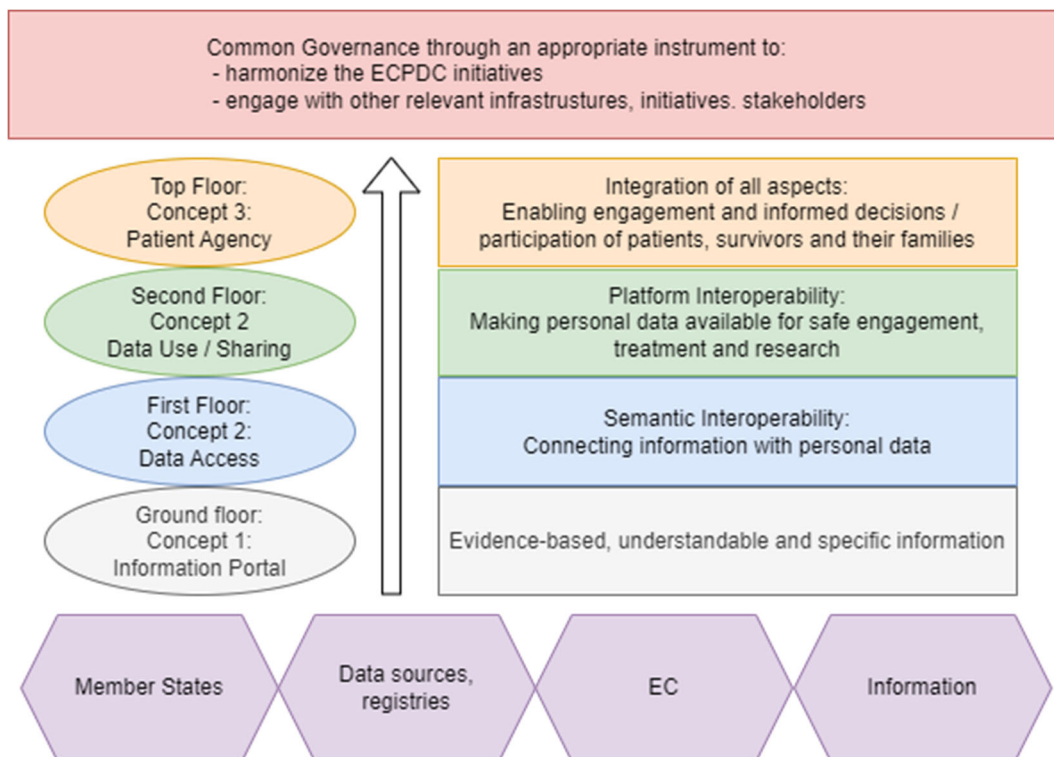 Common Governance through an appropriate instrument to:
- harmonize the ECPDC initiatives
- engage with other relevant infrastrustures, initiatives. stakeholders
Top Floor:
Concept 3:
Patient Agency
Integration of all aspects:
Enabling engagement and informed decisions /
participation of patients, survivors and their families
Second Floor:
Concept 2
Data Use / Sharing
Platform Interoperability:
Making personal data available for safe engagement,
treatment and research
First Floor:
Concept 2:
Data Access
Semantic Interoperability:
Connecting information with personal data
Ground floor:
Concept 1:
Information Portal
Evidence-based, understandable and specific information
Member States
Data sources,
registries
EC
Information